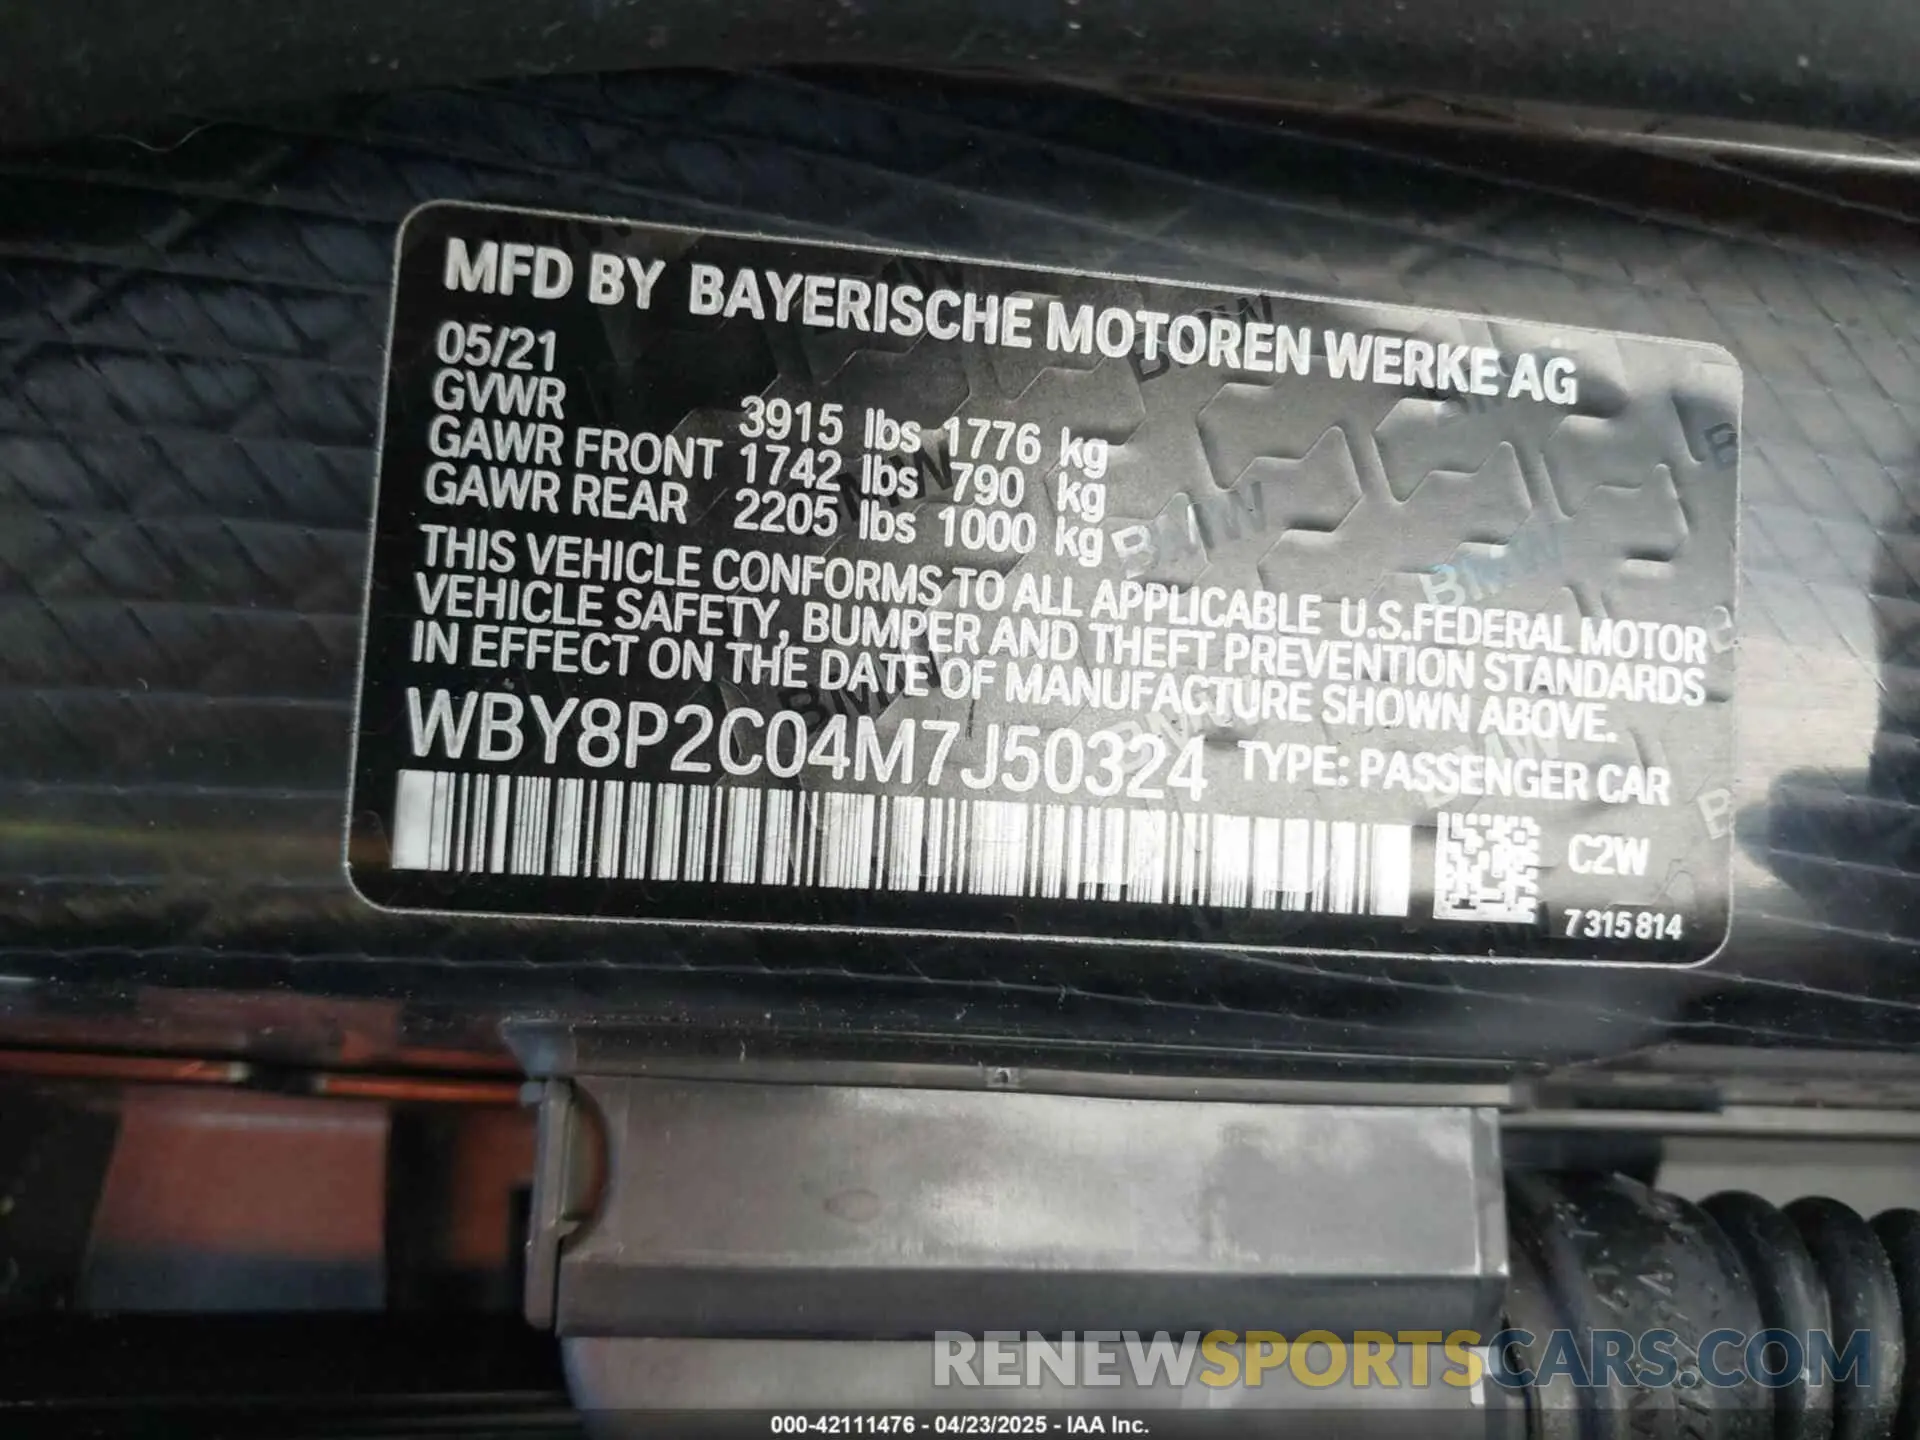 MFD BY BAYERISCHE MOTOREN WERKE AG
05/21
GVWR 3915 lbs 1776 kg
GAWR FRONT 1742 lbs 790 kg
GAWR REAR 2205 lbs 1000 kg
THIS VEHICLE CONFORMS TO ALL APPLICABLE U.S.FEDERAL MOTOR
VEHICLE SAFETY, BUMPER AND THEFT PREVENTION STANDARDS
IN EFFECT ON THE DATE OF MANUFACTURE SHOWN ABOVE.
WBY8P2C04M7J50324 TYPE: PASSENGER CAR
C2W
7 315 814
RENEWSPORTSCARS.COM
000-42111476 - 04/23/2025 - IAA Inc.